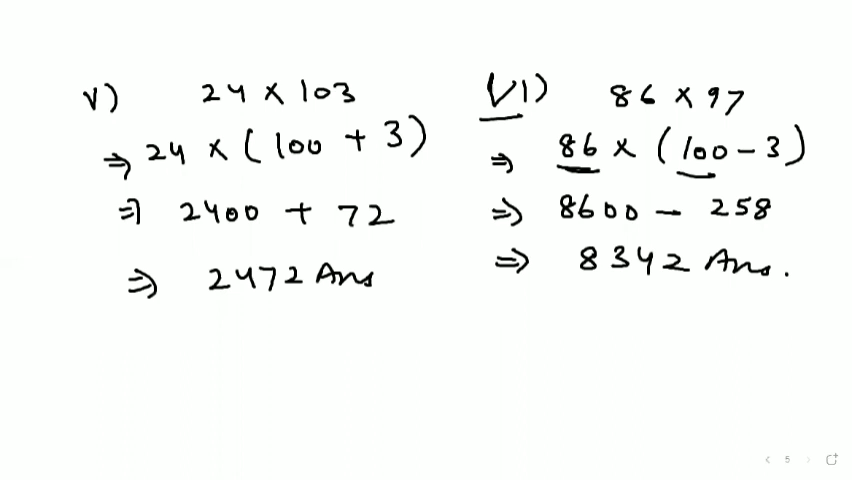 v) 24 × 103
⇒ 24 × (100 + 3)
⇒ 2400 + 72
⇒ 2472 Ans
VI) 86 × 97
⇒ 86 × (100 - 3)
⇒ 8600 - 258
⇒ 8342 Ans.
< 5 >